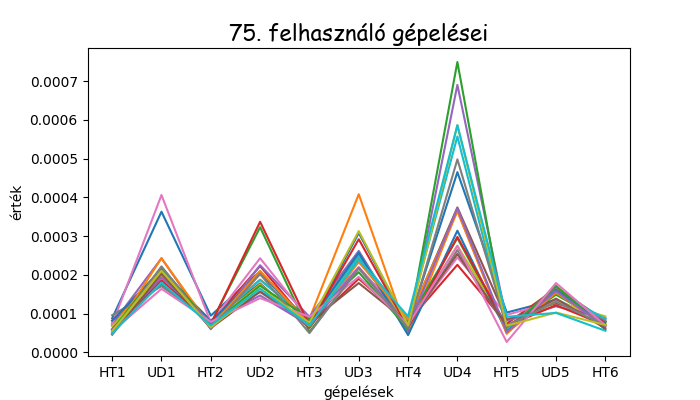 75. felhasználó gépelései
0.0007
0.0006
0.0005
0.0004
0.0003
0.0002
0.0001
0.0000
érték
HT1 UD1 HT2 UD2 HT3 UD3 HT4 UD4 HT5 UD5 HT6
gépelések